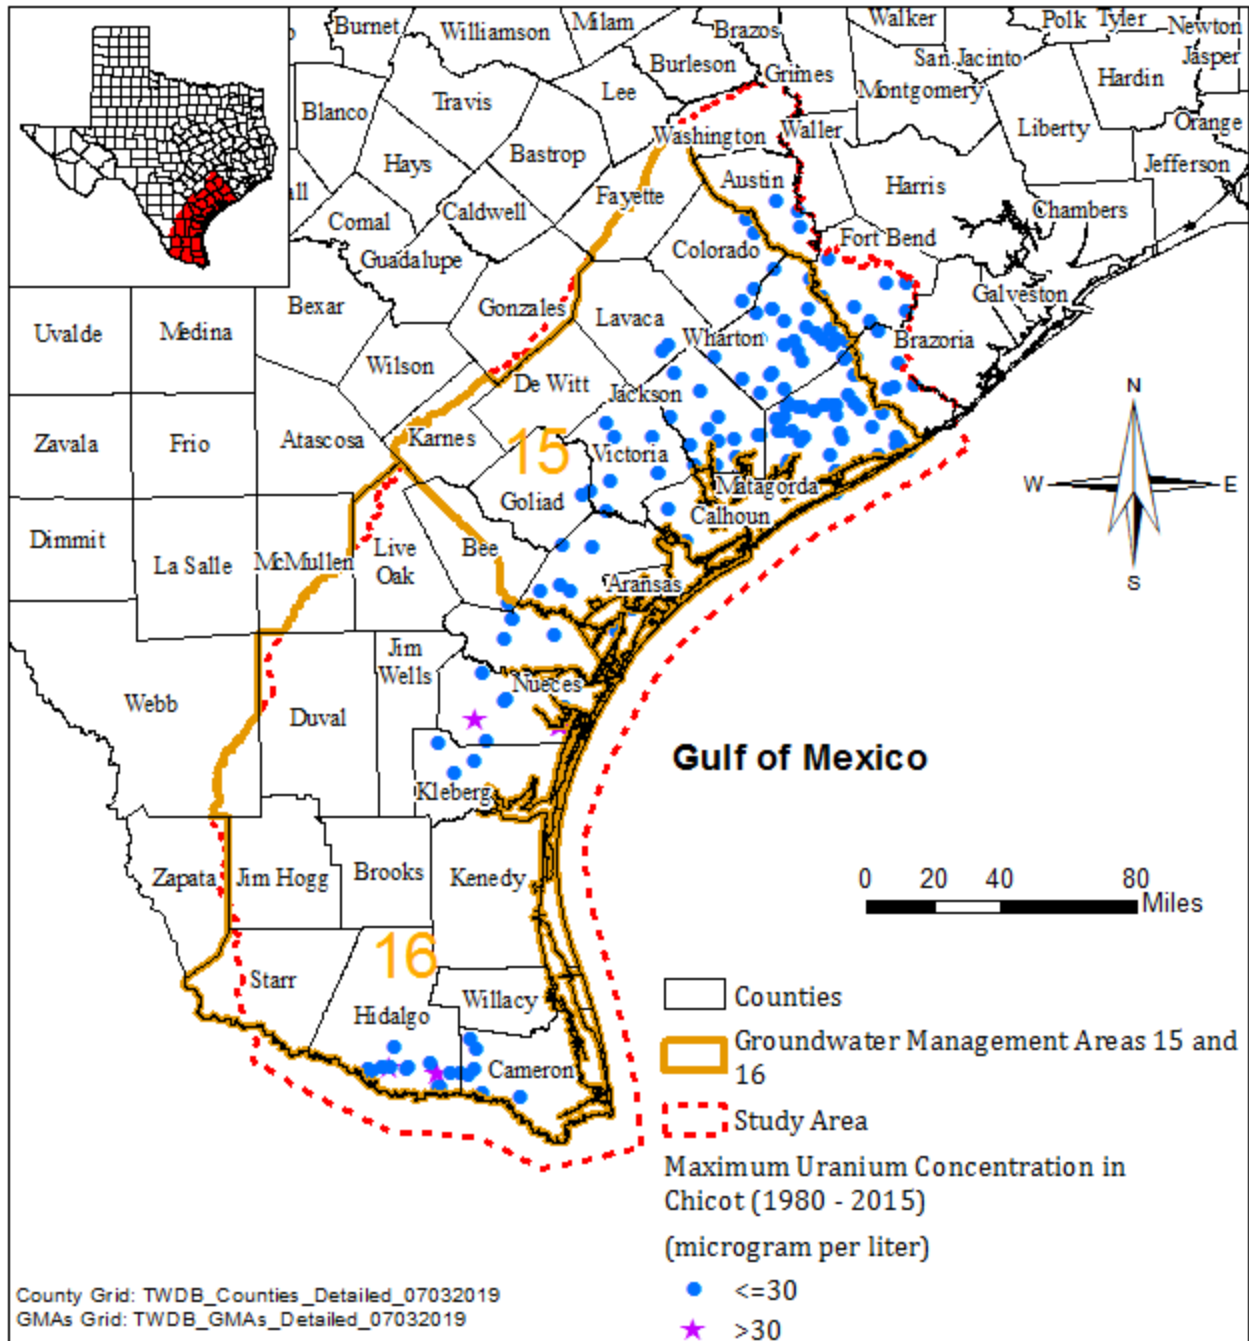 Burnet
Williamson
Milam
Brazos
Walker
Polk
Tyler
Newton
Burleson
Grimes
San Jacinto
Jasper
Blanco
Travis
Lee
Montgomery
Hardin
Washington
Waller
Liberty
Orange
Hays
Bastrop
Austin
Harris
Jefferson
Fayette
Comal
Caldwell
Chambers
Colorado
Fort Bend
Guadalupe
Bexar
Gonzales
Lavaca
Galveston
Uvalde
Medina
Wilson
Wharton
Brazoria
De Witt
Jackson
Zavala
Frio
Atascosa
Karnes
15
Victoria
Goliad
Matagorda
Calhoun
Dimmit
La Salle
McMullen
Live
Oak
Bee
Aransas
Jim
Wells
Nueces
Webb
Duval
Gulf of Mexico
Kleberg
Zapata
Jim Hogg
Brooks
Kenedy
16
Starr
Willacy
Hidalgo
Cameron
N
W
E
S
0 20 40 80
Miles
Counties
Groundwater Management Areas 15 and
16
Study Area
Maximum Uranium Concentration in
Chicot (1980 - 2015)
(microgram per liter)
<=30
>30
County Grid: TWDB_Counties_Detailed_07032019
GMAs Grid: TWDB_GMAs_Detailed_07032019